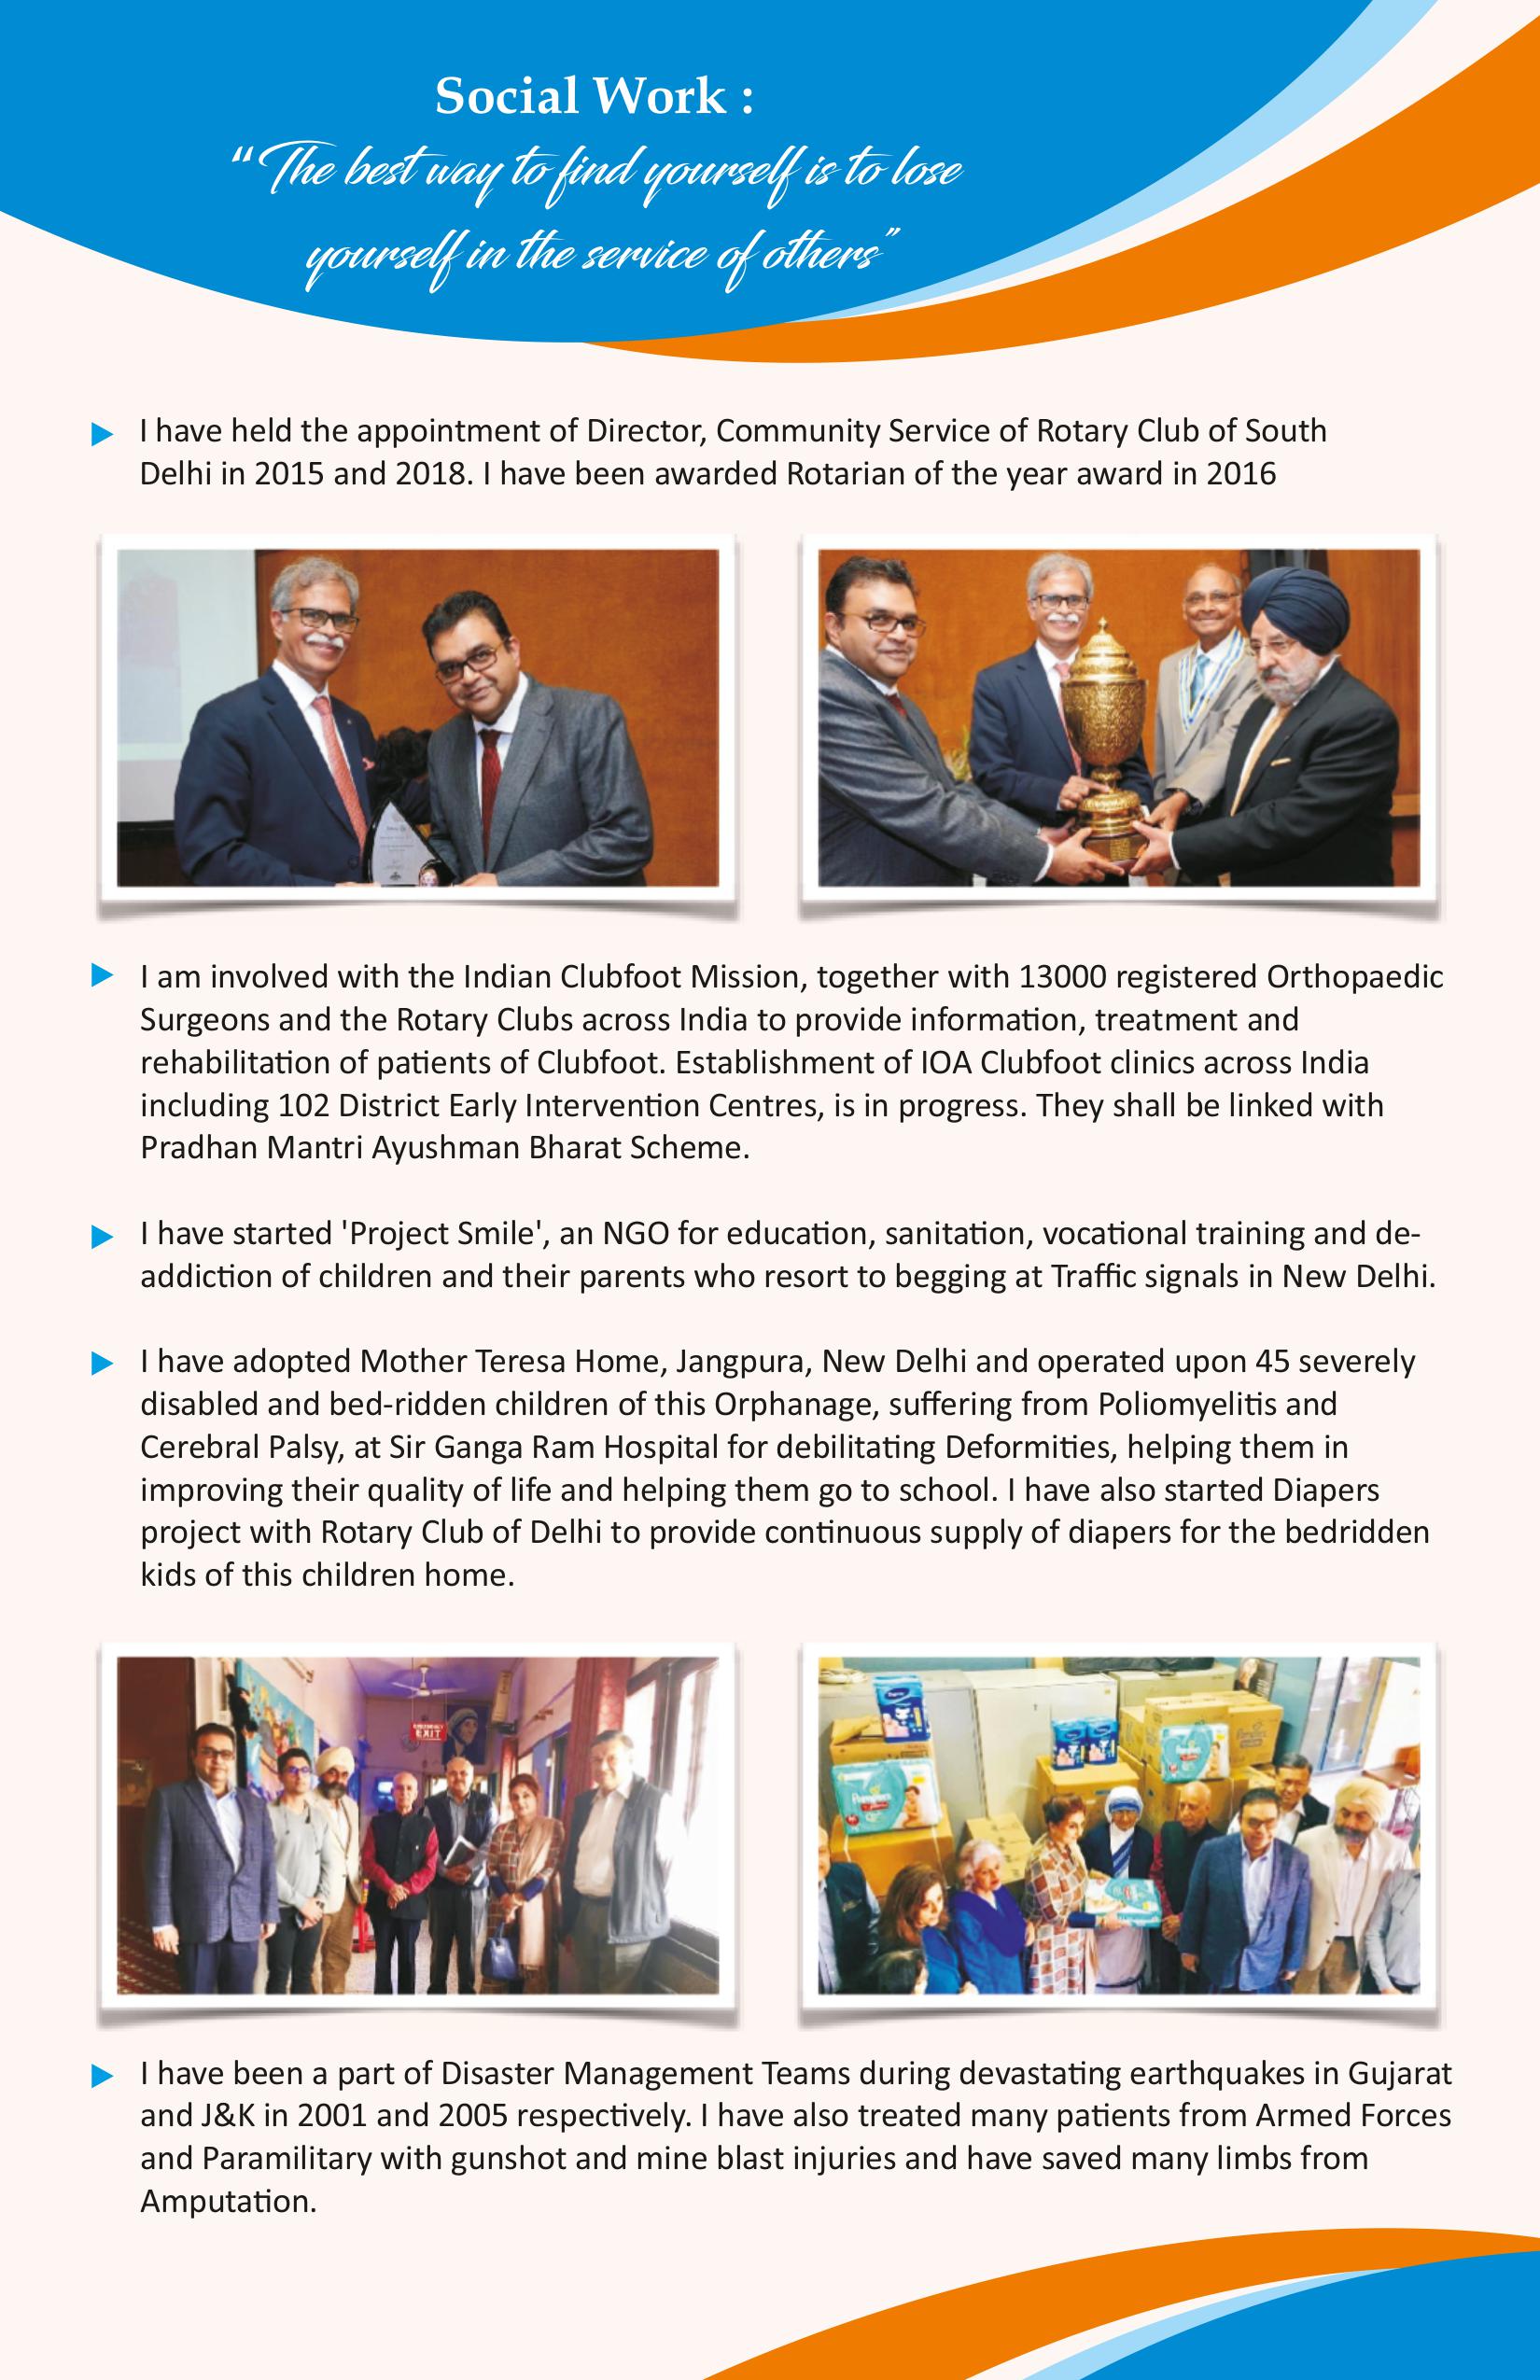 Social Work :
“The best way to find yourself is to lose
yourself in the service of others”
I have held the appointment of Director, Community Service of Rotary Club of South
Delhi in 2015 and 2018. I have been awarded Rotarian of the year award in 2016
I am involved with the Indian Clubfoot Mission, together with 13000 registered Orthopaedic
Surgeons and the Rotary Clubs across India to provide information, treatment and
rehabilitation of patients of Clubfoot. Establishment of IOA Clubfoot clinics across India
including 102 District Early Intervention Centres, is in progress. They shall be linked with
Pradhan Mantri Ayushman Bharat Scheme.
I have started 'Project Smile', an NGO for education, sanitation, vocational training and de-
addiction of children and their parents who resort to begging at Traffic signals in New Delhi.
I have adopted Mother Teresa Home, Jangpura, New Delhi and operated upon 45 severely
disabled and bed-ridden children of this Orphanage, suffering from Poliomyelitis and
Cerebral Palsy, at Sir Ganga Ram Hospital for debilitating Deformities, helping them in
improving their quality of life and helping them go to school. I have also started Diapers
project with Rotary Club of Delhi to provide continuous supply of diapers for the bedridden
kids of this children home.
EXIT
Pampers
I have been a part of Disaster Management Teams during devastating earthquakes in Gujarat
and J&K in 2001 and 2005 respectively. I have also treated many patients from Armed Forces
and Paramilitary with gunshot and mine blast injuries and have saved many limbs from
Amputation.